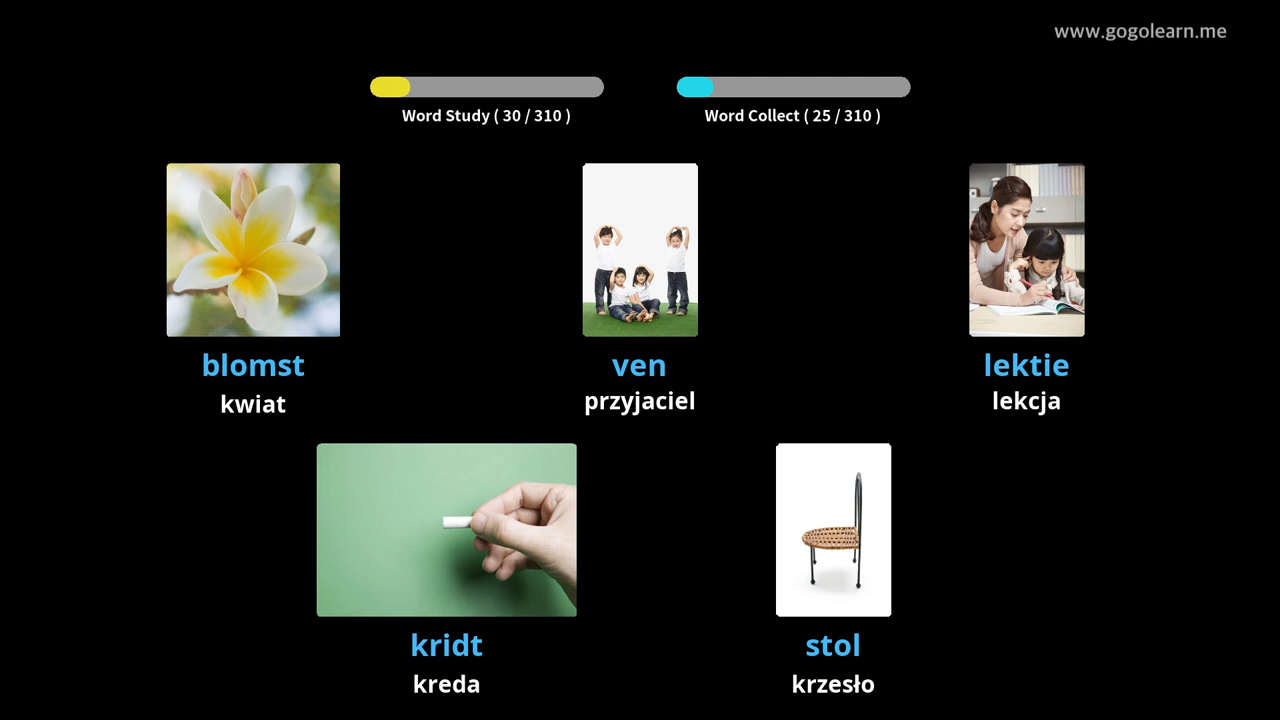 www.gogolearn.me
Word Study ( 30 / 310 )
Word Collect ( 25 / 310 )
blomst
kwiat
ven
przyjaciel
lektie
lekcja
kridt
kreda
stol
krzesło